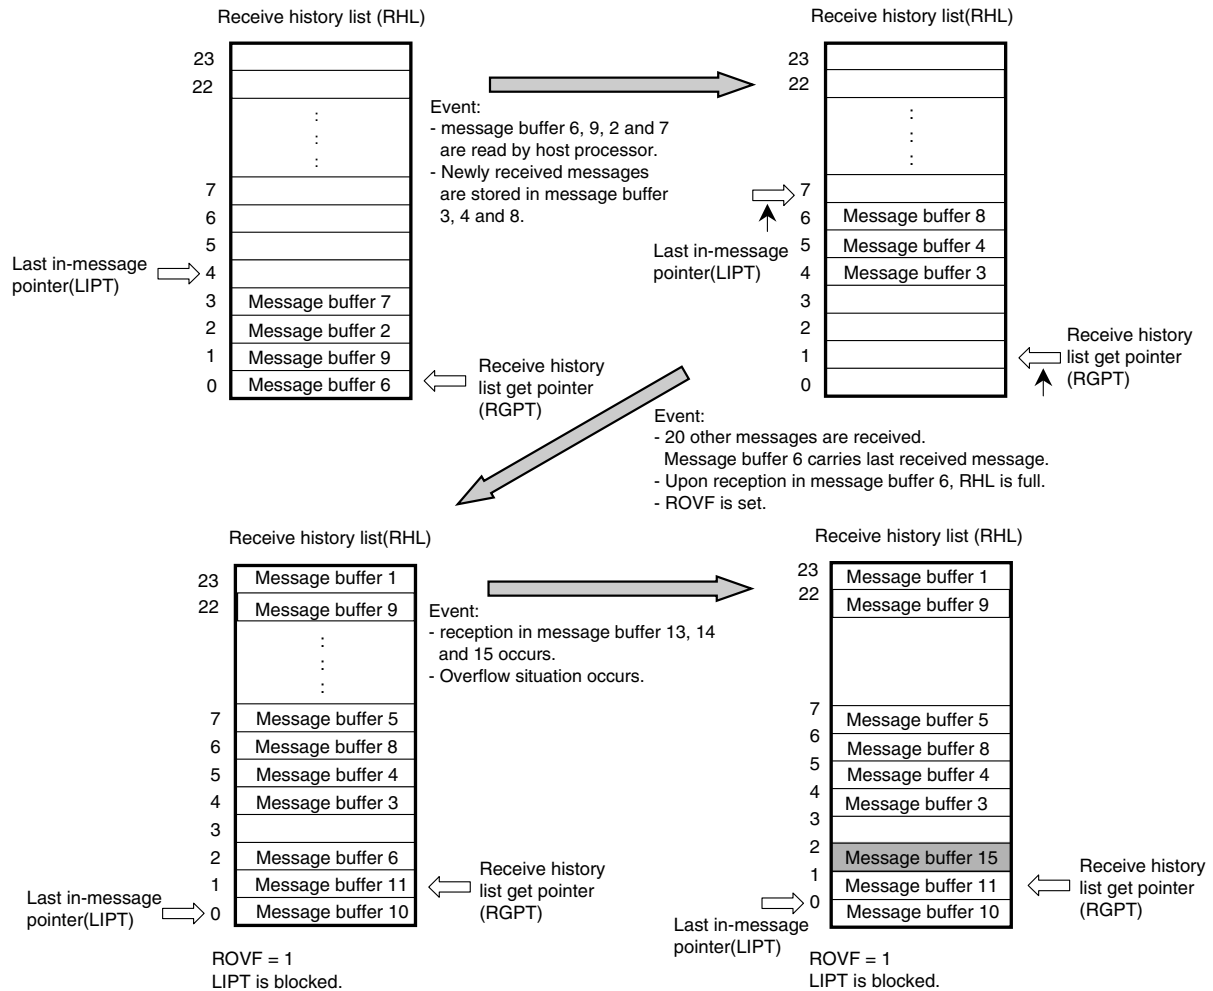 Receive history list (RHL)
23
22
:
:
:
7
6
5
Last in-message
pointer(LIPT)
4
3 Message buffer 7
2 Message buffer 2
1 Message buffer 9
0 Message buffer 6
Receive history
list get pointer
(RGPT)
Event:
- message buffer 6, 9, 2 and 7
are read by host processor.
- Newly received messages
are stored in message buffer
3, 4 and 8.
Receive history list(RHL)
23
22
:
:
:
7
6 Message buffer 8
Last in-message
pointer(LIPT)
5 Message buffer 4
4 Message buffer 3
3
2
1
0
Receive history
list get pointer
(RGPT)
Event:
- 20 other messages are received.
Message buffer 6 carries last received message.
- Upon reception in message buffer 6, RHL is full.
- ROVF is set.
Receive history list(RHL)
23 Message buffer 1
22 Message buffer 9
:
:
:
7 Message buffer 5
6 Message buffer 8
5 Message buffer 4
4 Message buffer 3
3
2 Message buffer 6
1 Message buffer 11
0 Message buffer 10
Last in-message
pointer(LIPT)
Receive history
list get pointer
(RGPT)
ROVF = 1
LIPT is blocked.
Event:
- reception in message buffer 13, 14
and 15 occurs.
- Overflow situation occurs.
Receive history list (RHL)
23 Message buffer 1
22 Message buffer 9
7 Message buffer 5
6 Message buffer 8
5 Message buffer 4
4 Message buffer 3
3
2 Message buffer 15
1 Message buffer 11
0 Message buffer 10
Last in-message
pointer(LIPT)
Receive history
list get pointer
(RGPT)
ROVF = 1
LIPT is blocked.